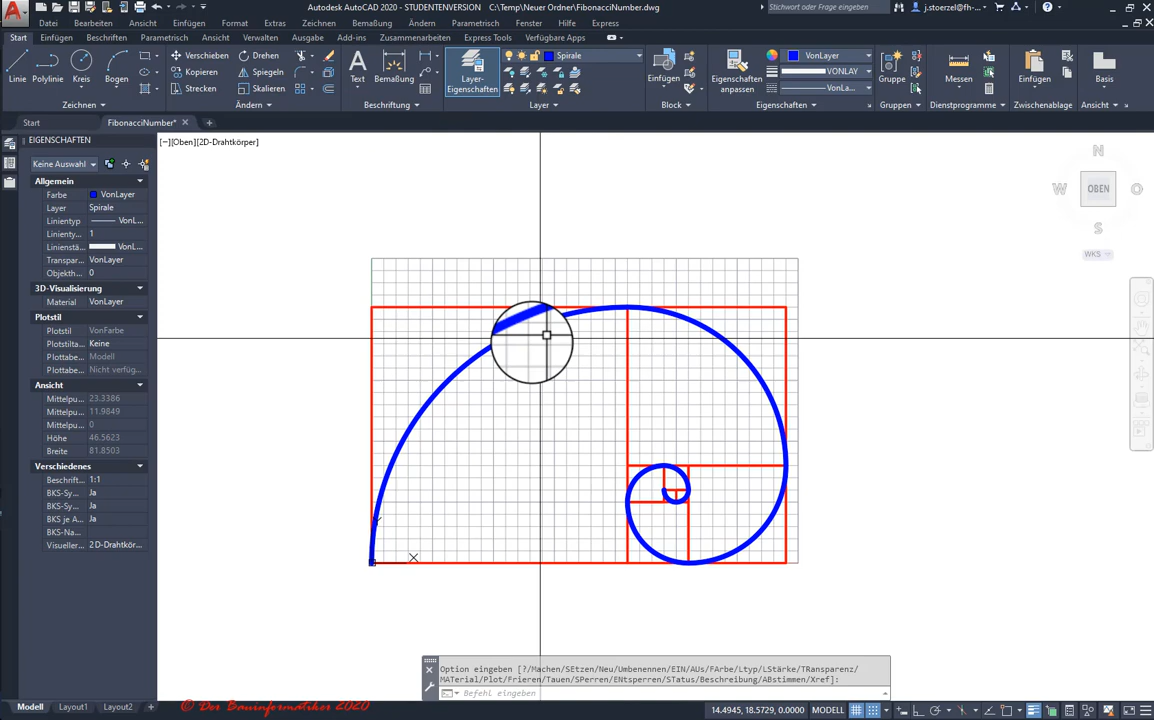 Autodesk AutoCAD 2020 - STUDENTENVERSION C:\Temp\Neuer Ordner\FibonacciNumber.dwg
Stichwort oder Frage eingeben
j.stoerzel@fh-...
Datei Bearbeiten Ansicht Einfügen Format Extras Zeichnen Bemaßung Ändern Parametrisch Fenster Hilfe Express
Start Einfügen Beschriften Parametrisch Ansicht Verwalten Ausgabe Add-ins Zusammenarbeiten Express Tools Verfügbare Apps
Linie Polylinie Kreis Bogen
Verschieben Drehen
Kopieren Spiegeln
Strecken Skalieren
Text Bemaßung
Layer-
Eigenschaften
Spirale
Einfügen
Eigenschaften
anpassen
VonLayer
VONLAY
VonLa...
Gruppe
Messen
Einfügen
Basis
Zeichnen Ändern Beschriftung Layer Block Eigenschaften Gruppen Dienstprogramme Zwischenablage Ansicht
Start FibonacciNumber*
EIGENSCHAFTEN
[−][Oben][2D-Drahtkörper]
Keine Auswahl
Allgemein
Farbe VonLayer
Layer Spirale
Linientyp VonL...
Linienty... 1
Linienstä... VonL...
Transpar... VonLayer
Objekth... 0
3D-Visualisierung
Material VonLayer
Plotstil
Plotstil VonFarbe
Plotstilta... Keine
Plottabe... Modell
Plottabe... Nicht verfüg...
Ansicht
Mittelpu... 23.3386
Mittelpu... 11.9849
Mittelpu... 0
Höhe 46.5623
Breite 81.8503
Verschiedenes
Beschrift... 1:1
BKS-Sy... Ja
BKS-Sy... Ja
BKS je A... Ja
BKS-Na...
Visueller... 2D-Drahtkör...
N
W OBEN O
S
WKS
Option eingeben [?/Machen/SEtzen/Neu/Umbenennen/EIN/AUs/FArbe/Ltyp/LStärke/TRansparenz/
MATerial/Plot/Frieren/Tauen/SPerren/ENtsperren/STatus/Beschreibung/ABstimmen/Xref]:
Befehl eingeben
Modell Layout1 Layout2 +
© Der Bauinformatiker 2020
14.4945, 18.5729, 0.0000 MODELL